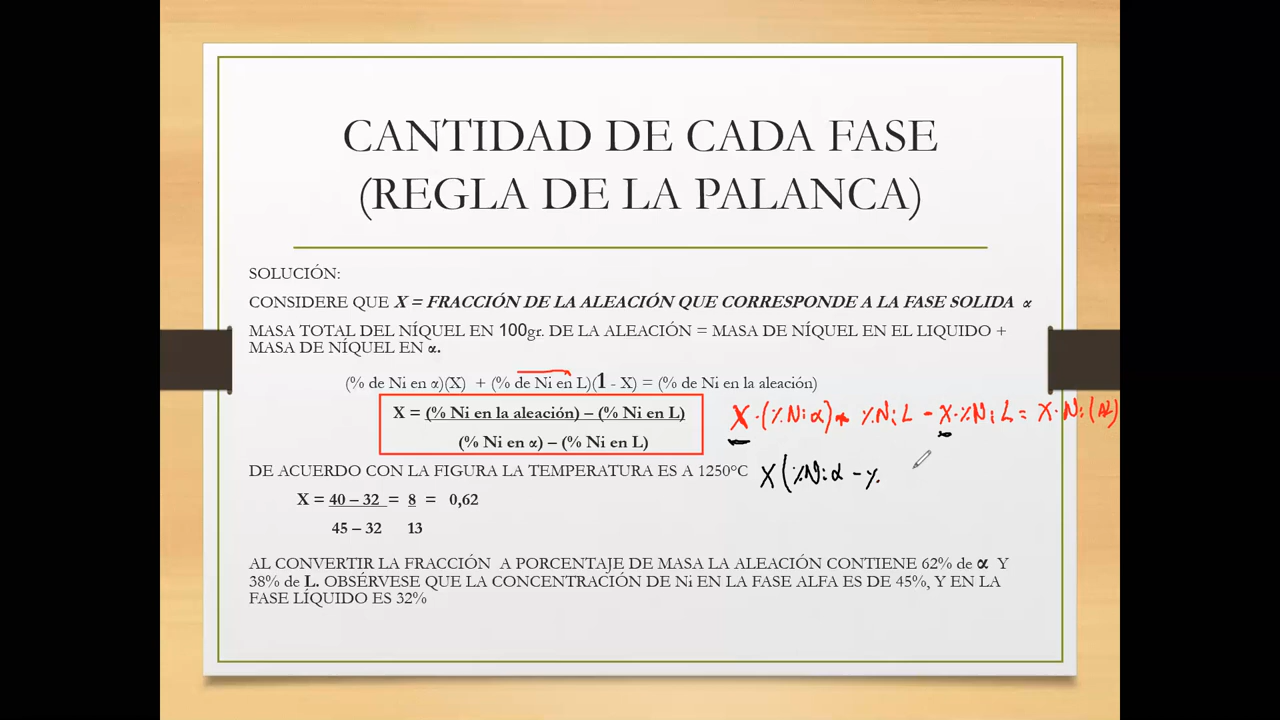 CANTIDAD DE CADA FASE
(REGLA DE LA PALANCA)
SOLUCIÓN:
CONSIDERE QUE X = FRACCIÓN DE LA ALEACIÓN QUE CORRESPONDE A LA FASE SOLIDA α
MASA TOTAL DEL NÍQUEL EN 100gr. DE LA ALEACIÓN = MASA DE NÍQUEL EN EL LIQUIDO +
MASA DE NÍQUEL EN α.
(% de Ni en α)(X) + (% de Ni en L)(1 - X) = (% de Ni en la aleación)
X = (% Ni en la aleación) – (% Ni en L)
(% Ni en α) – (% Ni en L)
X·(%Niα)+ %NiL - X·%NiL = %·Ni(AL)
DE ACUERDO CON LA FIGURA LA TEMPERATURA ES A 1250°C
X(%Niα - %
X = 40 – 32 = 8 = 0,62
45 – 32 13
AL CONVERTIR LA FRACCIÓN A PORCENTAJE DE MASA LA ALEACIÓN CONTIENE 62% de α Y
38% de L. OBSÉRVESE QUE LA CONCENTRACIÓN DE Ni EN LA FASE ALFA ES DE 45%, Y EN LA
FASE LÍQUIDO ES 32%